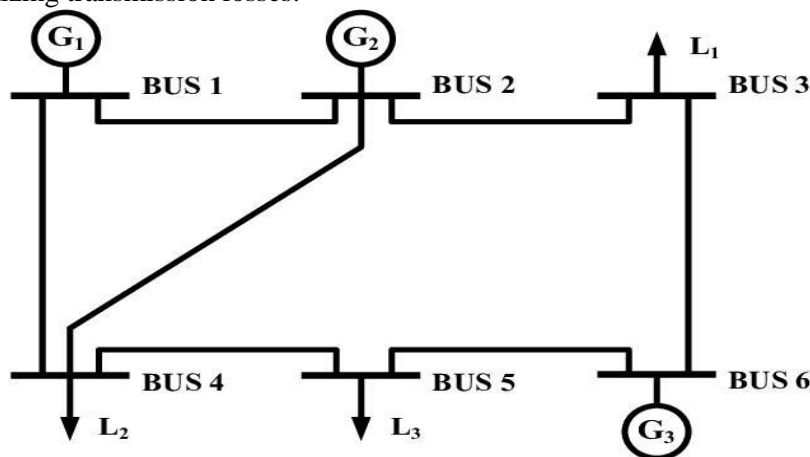 transmission losses.
G1
G2
L1
BUS 1
BUS 2
BUS 3
BUS 4
BUS 5
BUS 6
L2
L3
G3